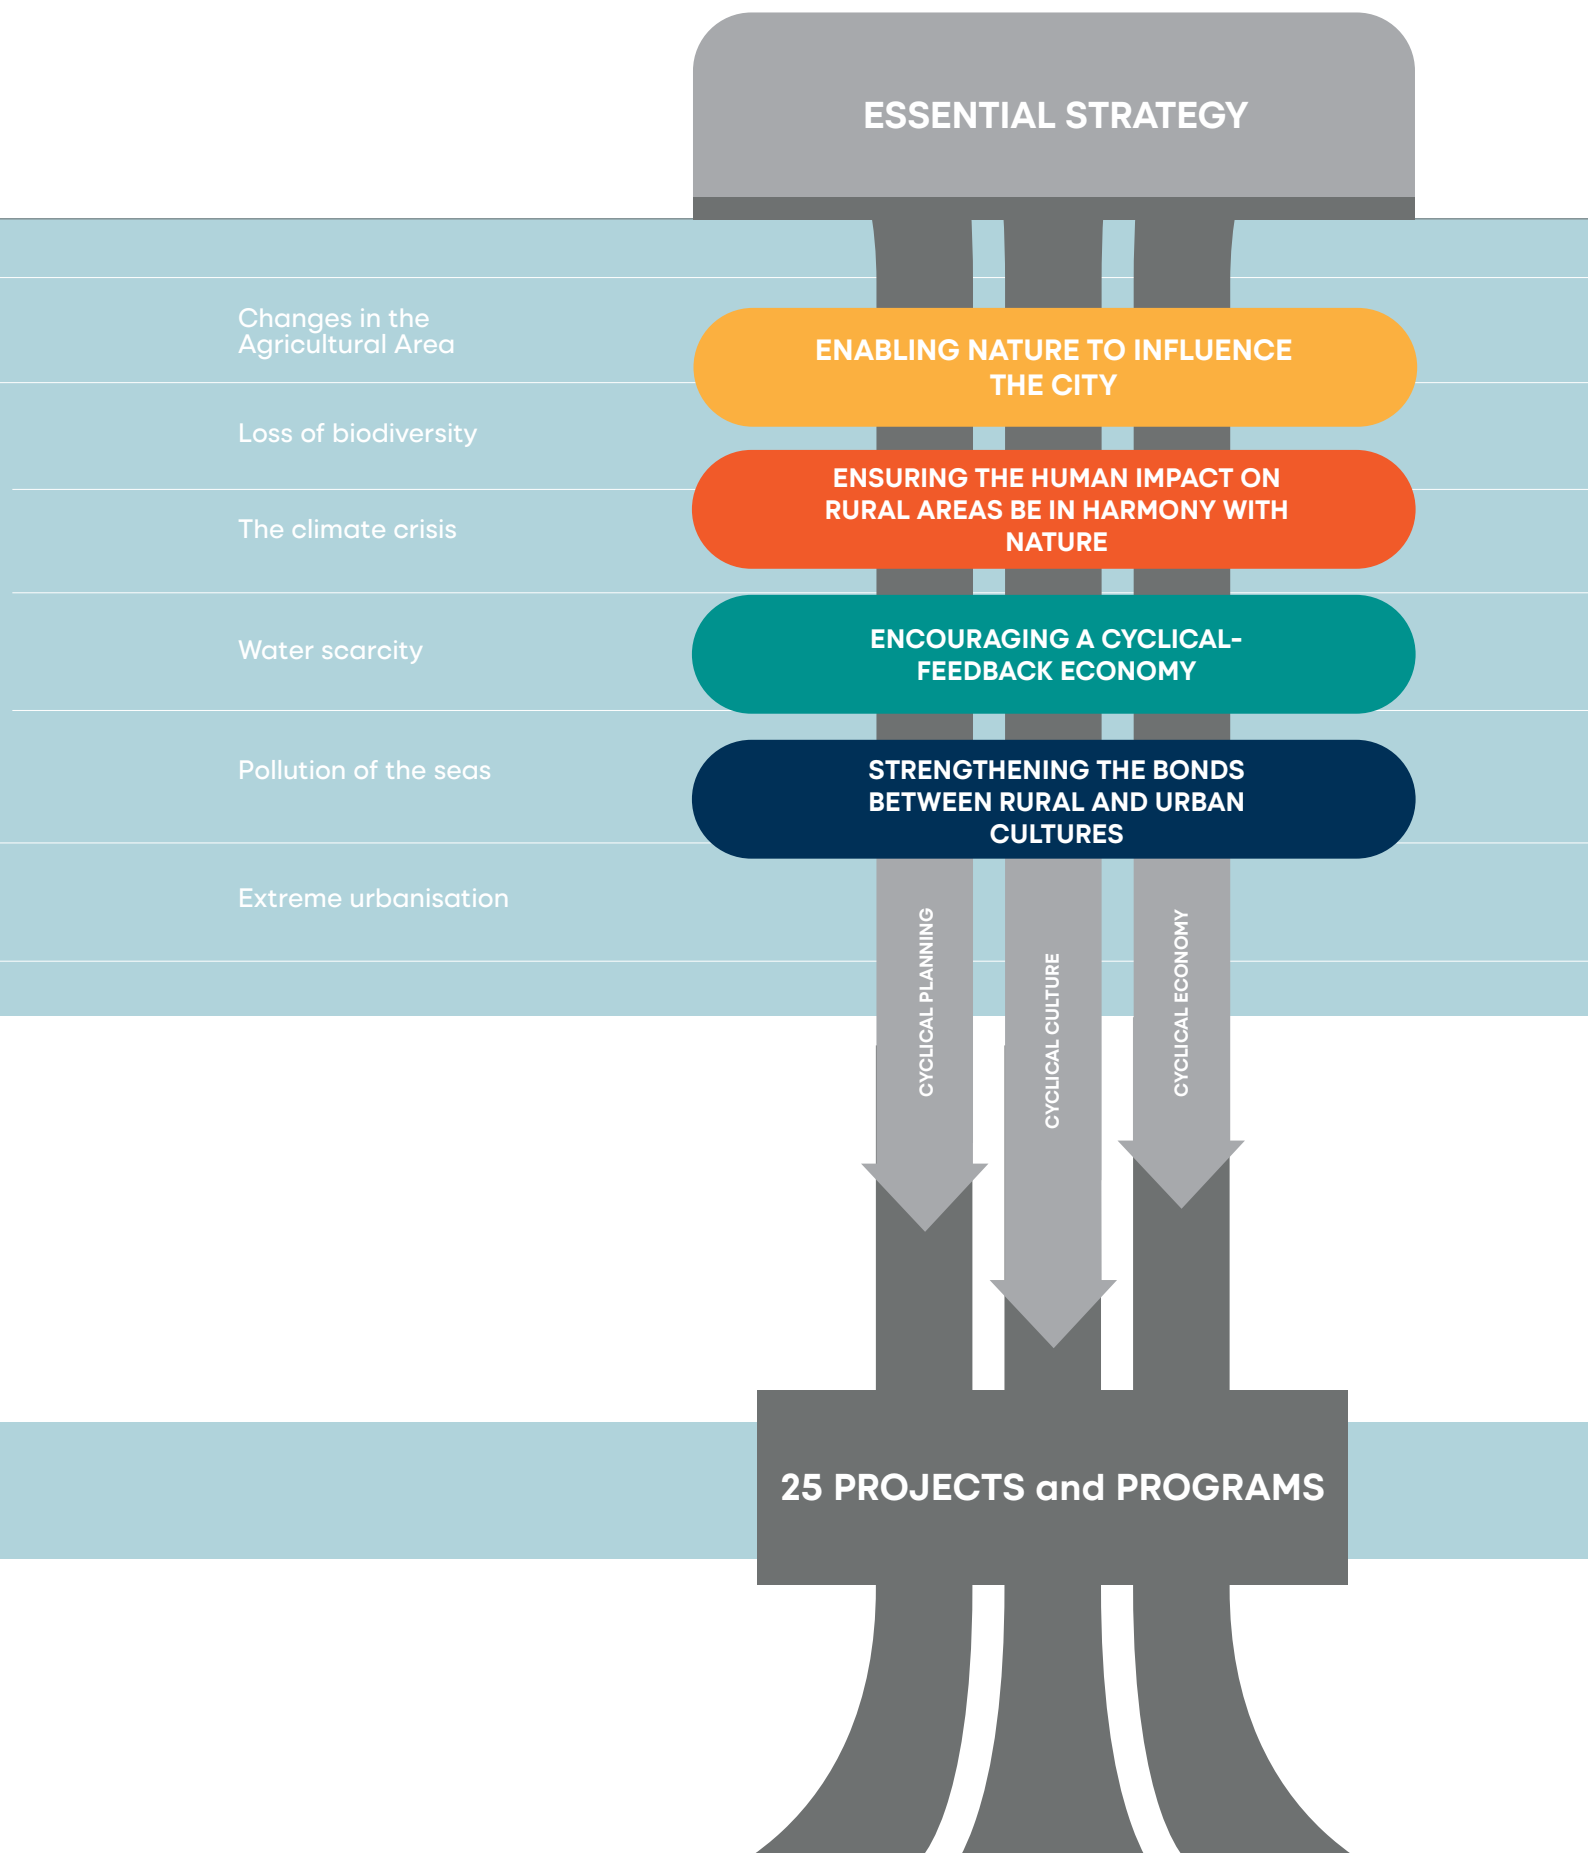 ESSENTIAL STRATEGY
Changes in the
Agricultural Area
Loss of biodiversity
The climate crisis
Water scarcity
Pollution of the seas
Extreme urbanisation
ENABLING NATURE TO INFLUENCE
THE CITY
ENSURING THE HUMAN IMPACT ON
RURAL AREAS BE IN HARMONY WITH
NATURE
ENCOURAGING A CYCLICAL-
FEEDBACK ECONOMY
STRENGTHENING THE BONDS
BETWEEN RURAL AND URBAN
CULTURES
CYCLICAL PLANNING
CYCLICAL CULTURE
CYCLICAL ECONOMY
25 PROJECTS and PROGRAMS